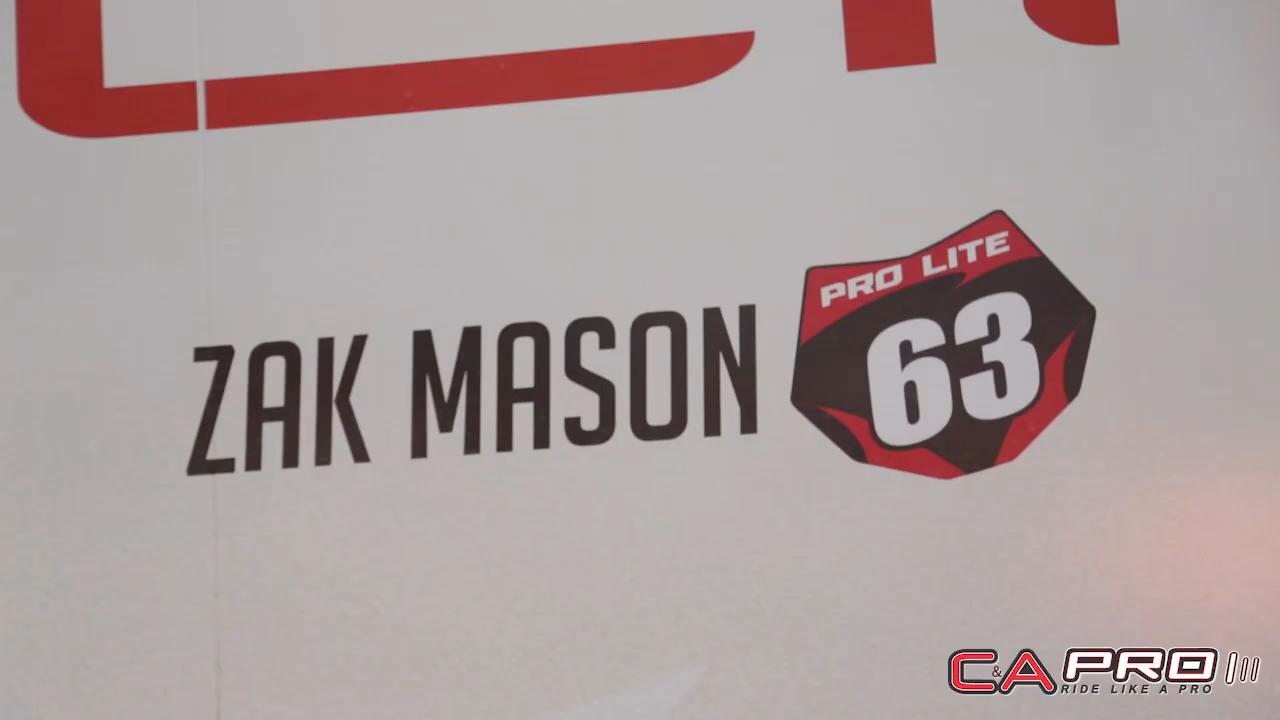 PRO LITE
ZAK MASON 63
C&A PRO
RIDE LIKE A PRO